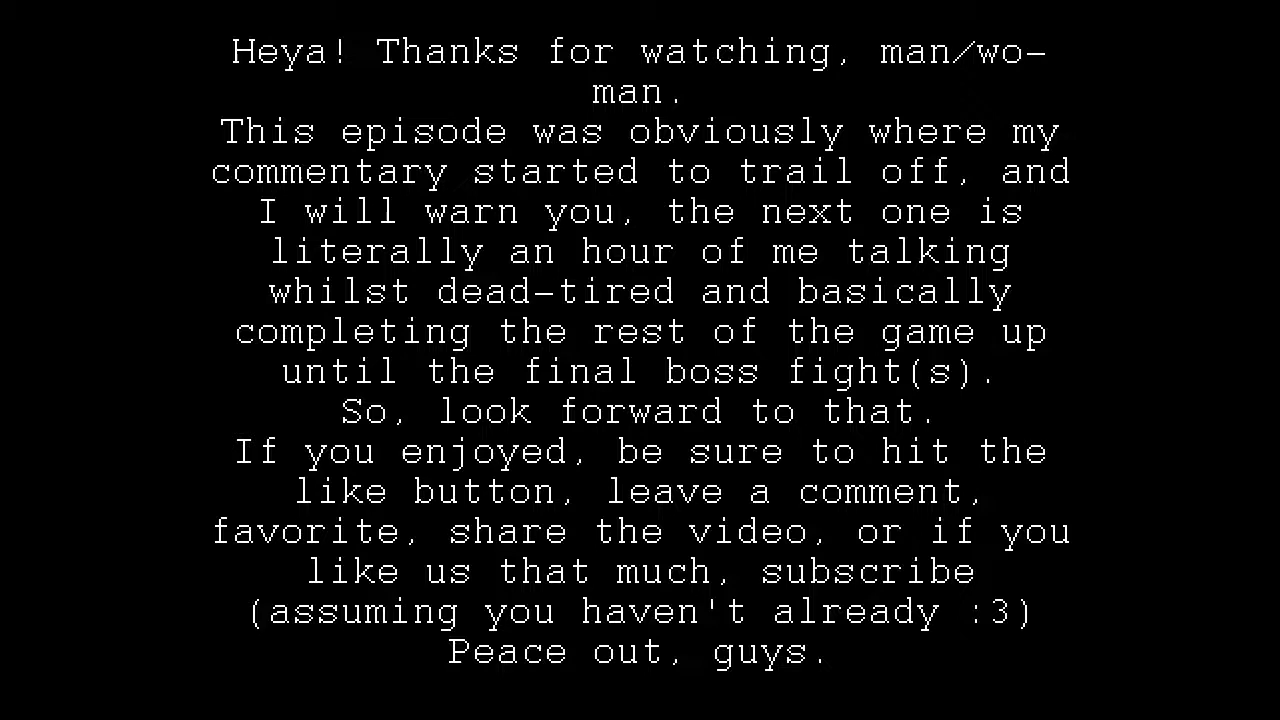 Heya! Thanks for watching, man/wo-
man.
This episode was obviously where my
commentary started to trail off, and
I will warn you, the next one is
literally an hour of me talking
whilst dead-tired and basically
completing the rest of the game up
until the final boss fight(s).
So, look forward to that.
If you enjoyed, be sure to hit the
like button, leave a comment,
favorite, share the video, or if you
like us that much, subscribe
(assuming you haven't already :3)
Peace out, guys.